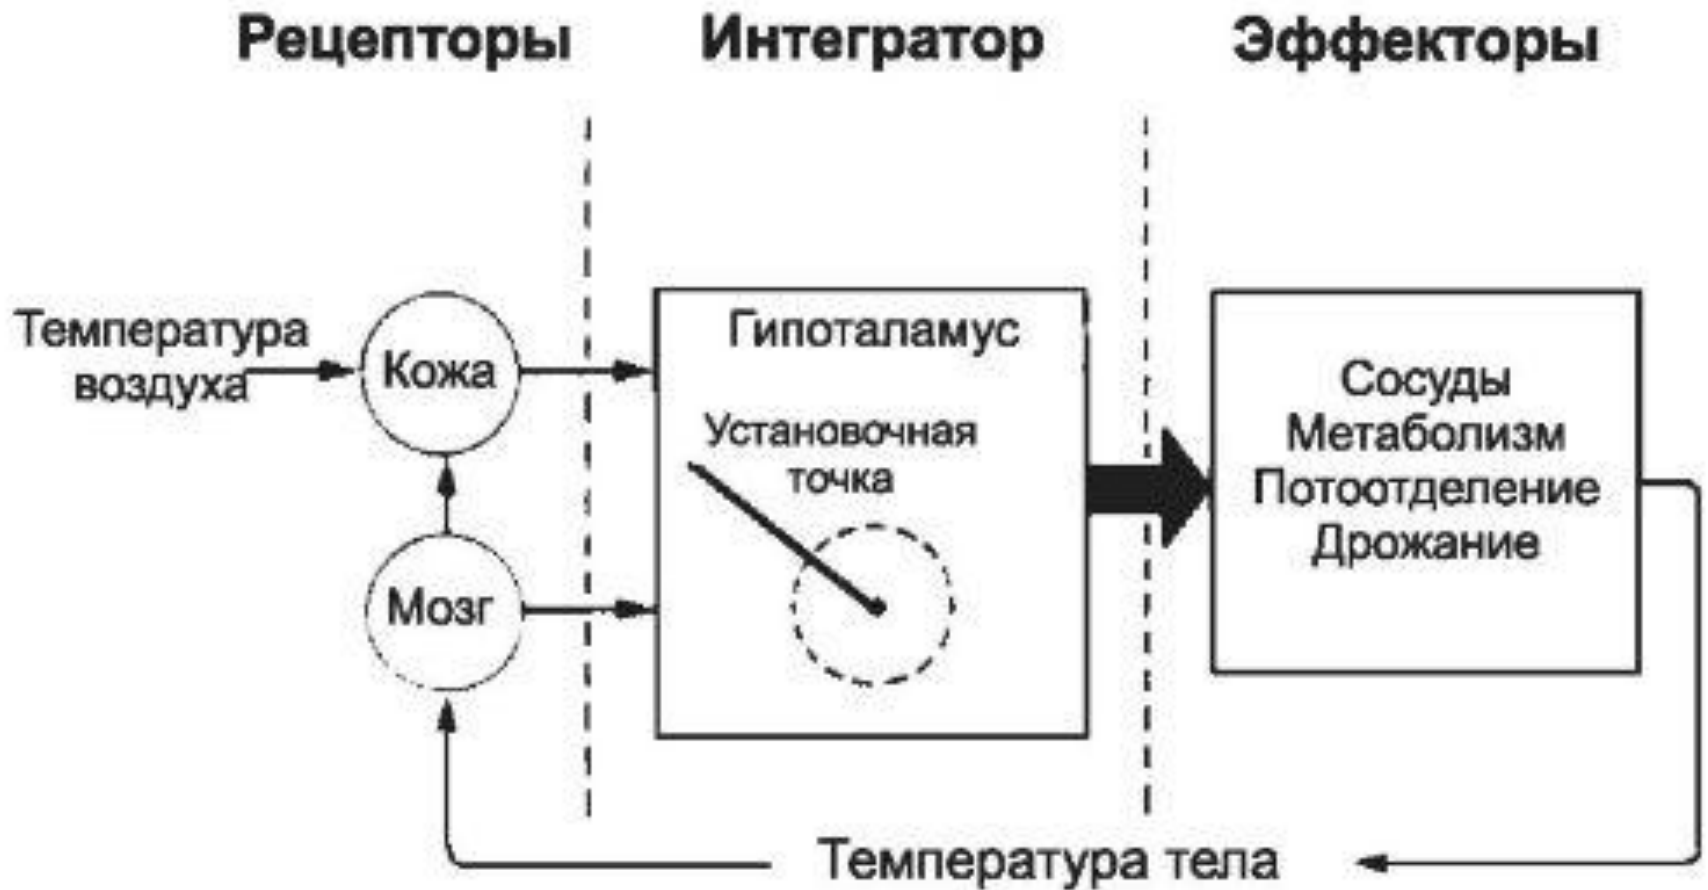 Рецепторы
Интегратор
Эффекторы
Температура
воздуха
Кожа
Мозг
Гипоталамус
Установочная
точка
Сосуды
Метаболизм
Потоотделение
Дрожание
Температура тела